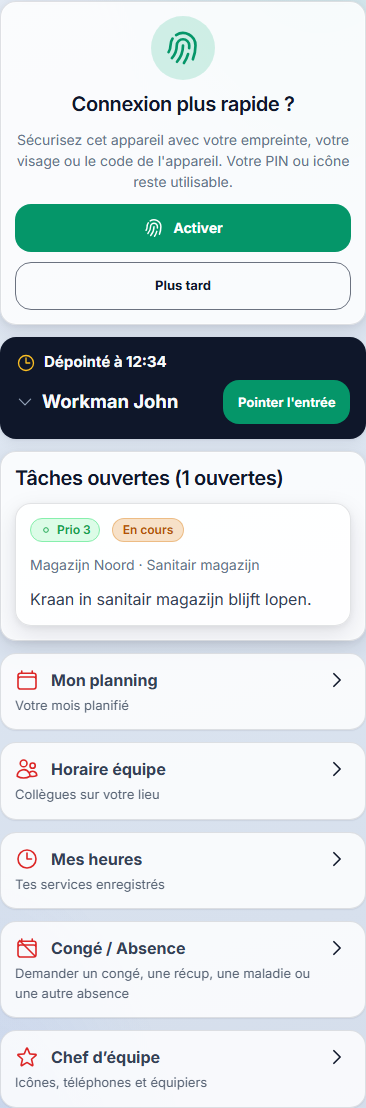 Connexion plus rapide ?
Sécurisez cet appareil avec votre empreinte, votre
visage ou le code de l'appareil. Votre PIN ou icône
reste utilisable.
Activer
Plus tard
Dépointé à 12:34
Workman John
Pointer l'entrée
Tâches ouvertes (1 ouvertes)
Prio 3
En cours
Magazijn Noord · Sanitair magazijn
Kraan in sanitair magazijn blijft lopen.
Mon planning
Votre mois planifié
Horaire équipe
Collègues sur votre lieu
Mes heures
Tes services enregistrés
Congé / Absence
Demander un congé, une récup, une maladie ou
une autre absence
Chef d’équipe
Icônes, téléphones et équipiers